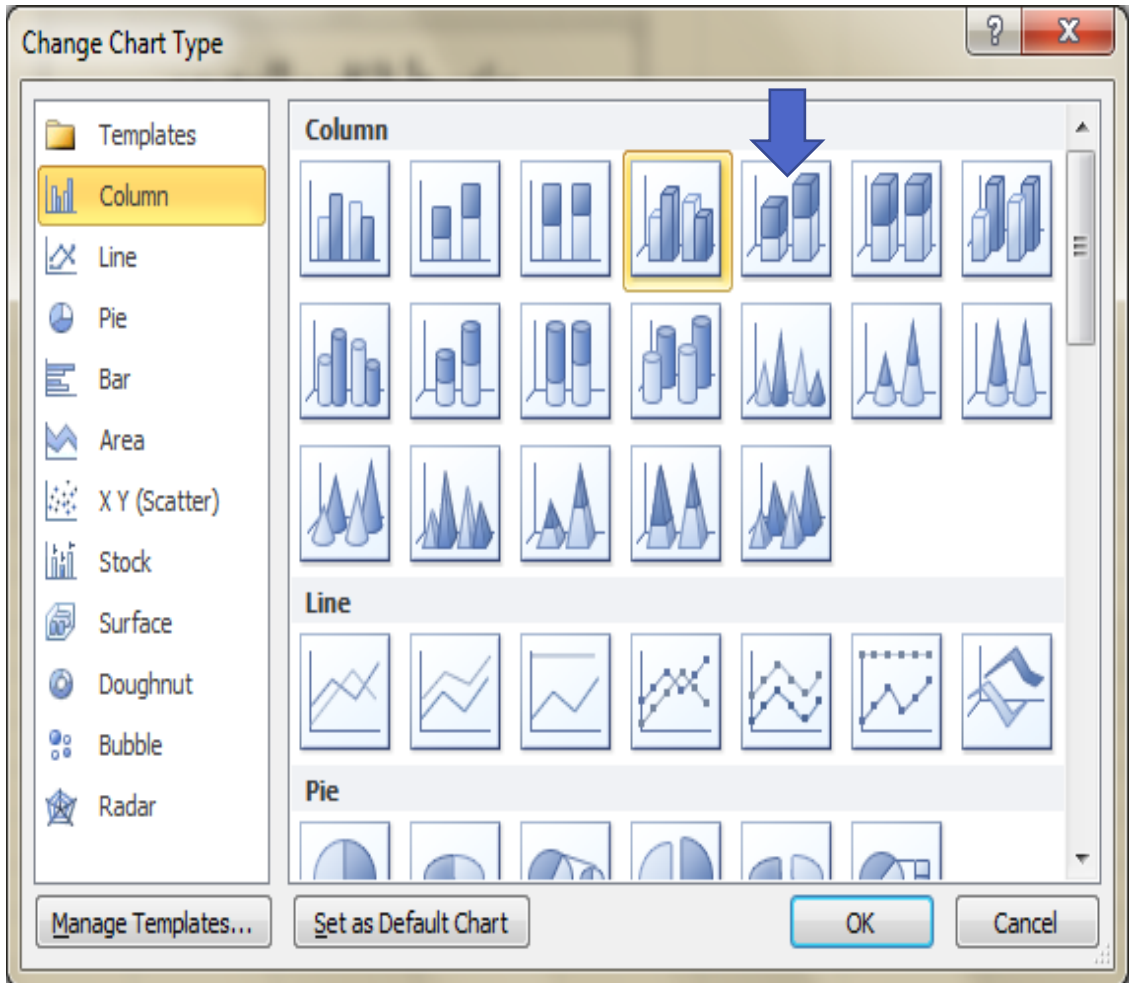 Change Chart Type
Templates
Column
Line
Pie
Bar
Area
X Y (Scatter)
Stock
Surface
Doughnut
Bubble
Radar
Column
Line
Pie
Manage Templates...
Set as Default Chart
OK
Cancel